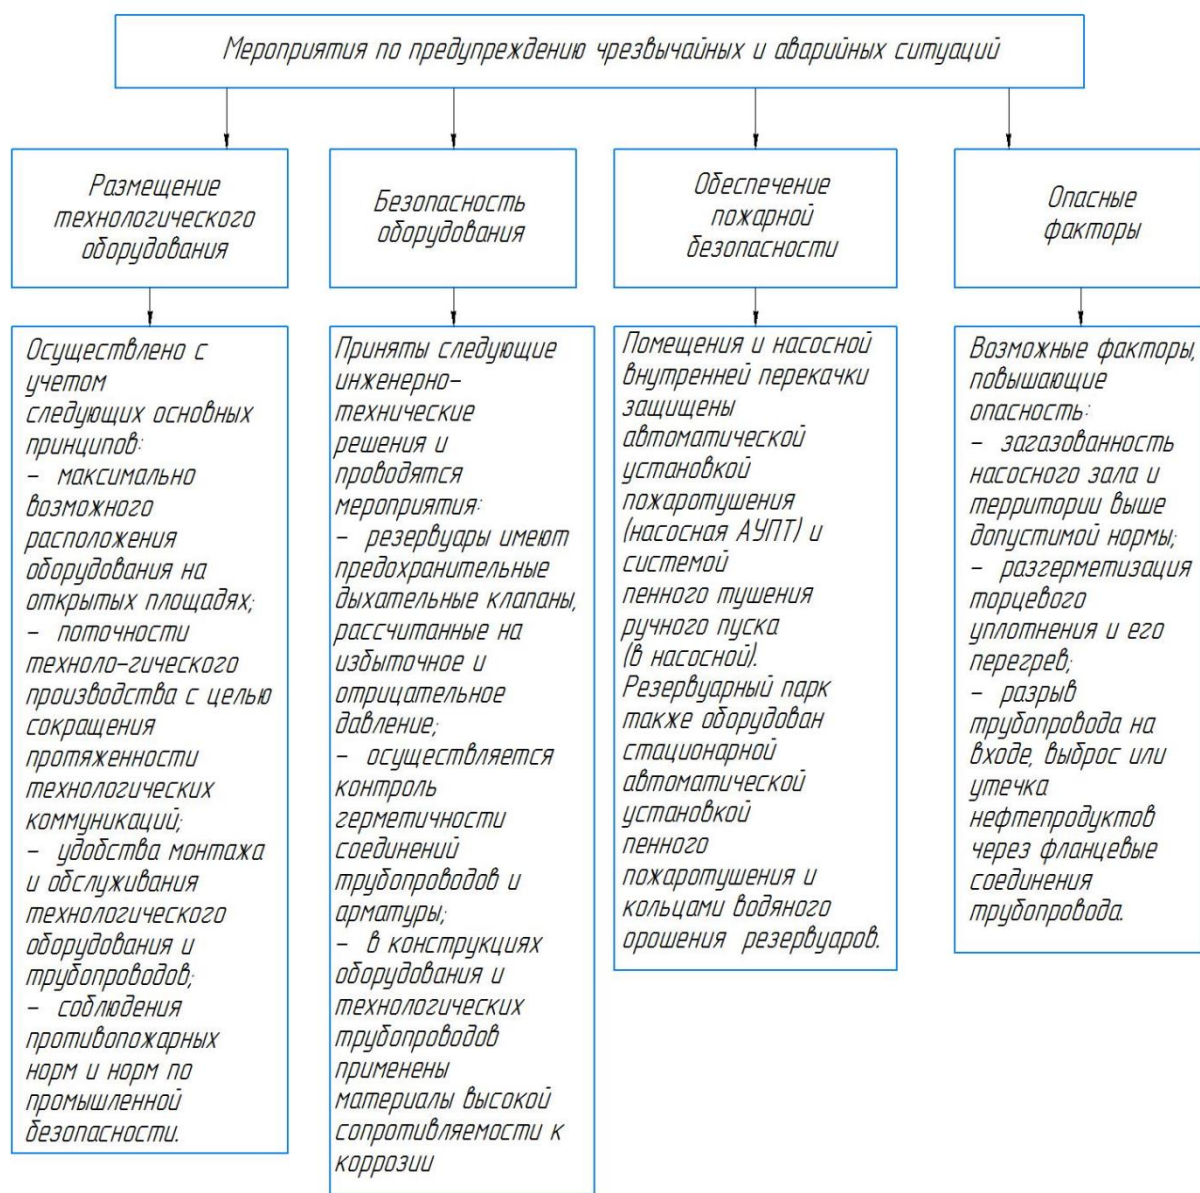 Мероприятия по предупреждению чрезвычайных и аварийных ситуаций
Размещение
технологического
оборудования
Безопасность
оборудования
Обеспечение
пожарной
безопасности
Опасные
факторы
Осуществлено с
учетом
следующих основных
принципов:
– максимально
возможного
расположения
оборудования на
открытых площадях;
– поточности
техноло-гического
производства с целью
сокращения
протяженности
технологических
коммуникаций;
– удобства монтажа
и обслуживания
технологического
оборудования и
трубопроводов;
– соблюдения
противопожарных
норм и норм по
промышленной
безопасности.
Приняты следующие
инженерно-
технические
решения и
проводятся
мероприятия:
– резервуары имеют
предохранительные
дыхательные клапаны,
рассчитанные на
избыточное и
отрицательное
давление;
– осуществляется
контроль
герметичности
соединений
трубопроводов и
арматуры;
– в конструкциях
оборудования и
технологических
трубопроводов
применены
материалы высокой
сопротивляемости к
коррозии
Помещения и насосной
внутренней перекачки
защищены
автоматической
установкой
пожаротушения
(насосная АУПТ) и
системой
пенного тушения
ручного пуска
(в насосной).
Резервуарный парк
также оборудован
стационарной
автоматической
установкой
пенного
пожаротушения и
кольцами водяного
орошения резервуаров.
Возможные факторы,
повышающие
опасность:
– загазованность
насосного зала и
территории выше
допустимой нормы;
– разгерметизация
торцевого
уплотнения и его
перегрев;
– разрыв
трубопровода на
входе, выброс или
утечка
нефтепродуктов
через фланцевые
соединения
трубопровода.